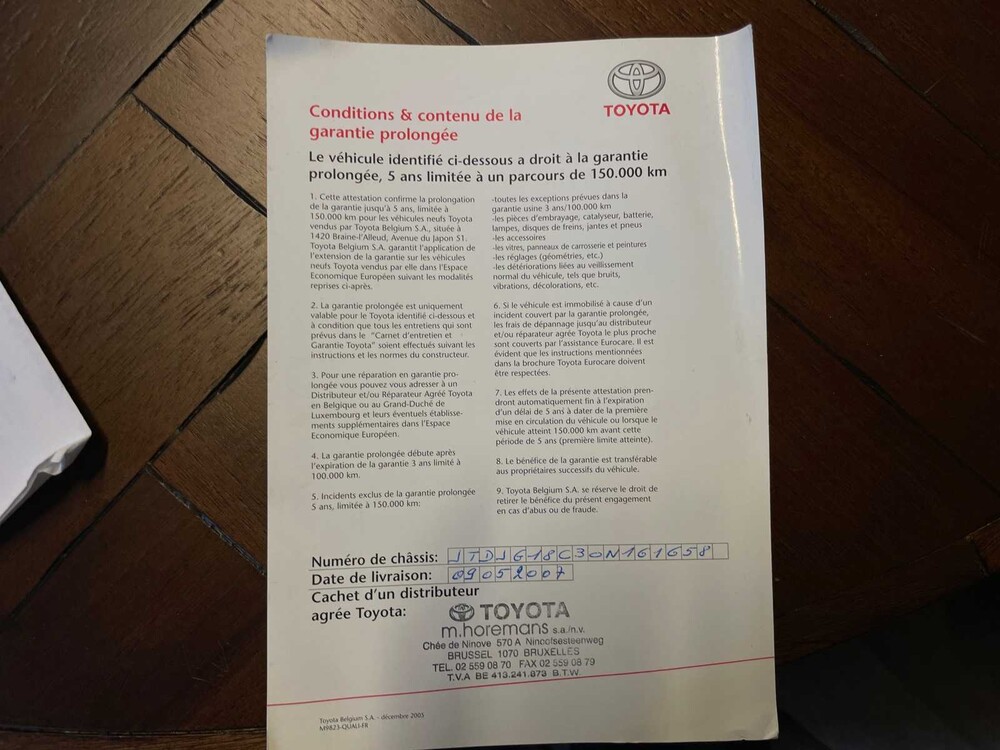 TOYOTA
Conditions & contenu de la
garantie prolongée
Le véhicule identifié ci-dessous a droit à la garantie
prolongée, 5 ans limitée à un parcours de 150.000 km
1. Cette attestation confirme la prolongation
de la garantie jusqu'à 5 ans, limitée à
150.000 km pour les véhicules neufs Toyota
vendus par Toyota Belgium S.A., située à
1420 Braine-l'Alleud, Avenue du Japon 51.
Toyota Belgium S.A. garantit l'application de
l'extension de la garantie sur les véhicules
neufs Toyota vendus par elle dans l'Espace
Economique Européen suivant les modalités
reprises ci-après.
2. La garantie prolongée est uniquement
valable pour le Toyota identifié ci-dessous et
à condition que tous les entretiens qui sont
prévus dans le "Carnet d'entretien et
Garantie Toyota" soient effectués suivant les
instructions et les normes du constructeur.
3. Pour une réparation en garantie pro-
longée vous pouvez vous adresser à un
Distributeur et/ou Réparateur Agréé Toyota
en Belgique ou au Grand-Duché de
Luxembourg et leurs éventuels établisse-
ments supplémentaires dans l'Espace
Economique Européen.
4. La garantie prolongée débute après
l'expiration de la garantie 3 ans limité à
100.000 km.
5. Incidents exclus de la garantie prolongée
5 ans, limitée à 150.000 km:
-toutes les exceptions prévues dans la
garantie usine 3 ans/100.000 km
-les pièces d'embrayage, catalyseur, batterie,
lampes, disques de freins, jantes et pneus
-les accessoires
-les vitres, panneaux de carrosserie et peintures
-les réglages (géométries, etc.)
-les détériorations liées au veillissement
normal du véhicule, tels que bruits,
vibrations, décolorations, etc.
6. Si le véhicule est immobilisé à cause d'un
incident couvert par la garantie prolongée,
les frais de dépannage jusqu'au distributeur
et/ou réparateur agréé Toyota le plus proche
sont couverts par l'assistance Eurocare. Il est
évident que les instructions mentionnées
dans la brochure Toyota Eurocare doivent
être respectées.
7. Les effets de la présente attestation pren-
dront automatiquement fin à l'expiration
d'un délai de 5 ans à dater de la première
mise en circulation du véhicule ou lorsque le
véhicule atteint 150.000 km avant cette
période de 5 ans (première limite atteinte).
8. Le bénéfice de la garantie est transférable
aus propriétaires successifs du véhicule.
9. Toyota Belgium S.A. se réserve le droit de
retirer le bénéfice du présent engagement
en cas d'abus ou de fraude.
Numéro de châssis: JTDJG18C30N161658
Date de livraison: 09052007
Cachet d'un distributeur
agrée Toyota:
TOYOTA
m.horemans s.a./n.v.
Chée de Ninove 570 A Ninoofsesteenweg
BRUSSEL 1070 BRUXELLES
TEL. 02 559 08 70 FAX 02 559 08 79
T.V.A BE 413.241.873 B.T.W.
Toyota Belgium S.A. - décembre 2005
M9823-QUALI-FR